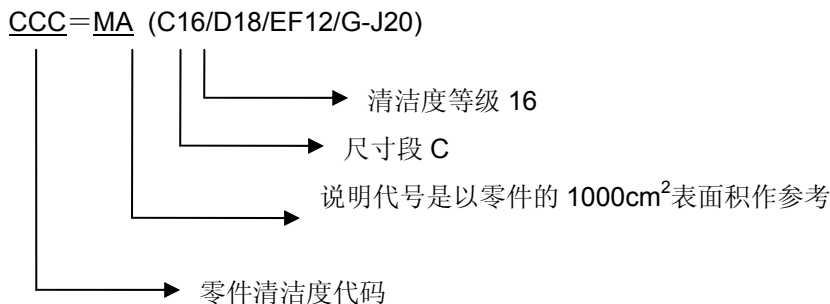 CCC=MA (C16/D18/EF12/G-J20)
清洁度等级 16
尺寸段 C
说明代号是以零件的 1000cm²表面积作参考
零件清洁度代码